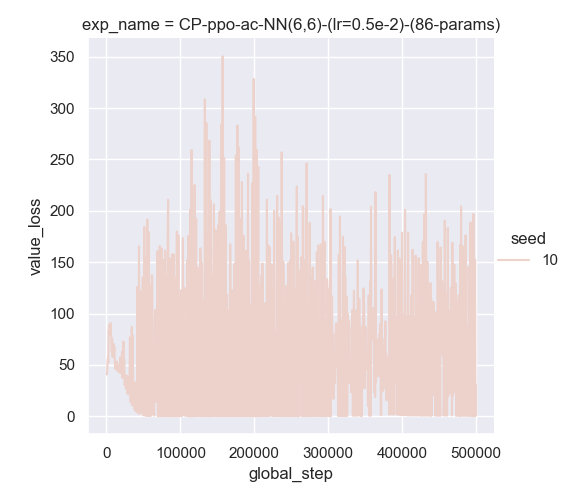 exp_name = CP-ppo-ac-NN(6,6)-(lr=0.5e-2)-(86-params)
350
300
250
200
150
100
50
0
value_loss
0 100000 200000 300000 400000 500000
global_step
seed
10